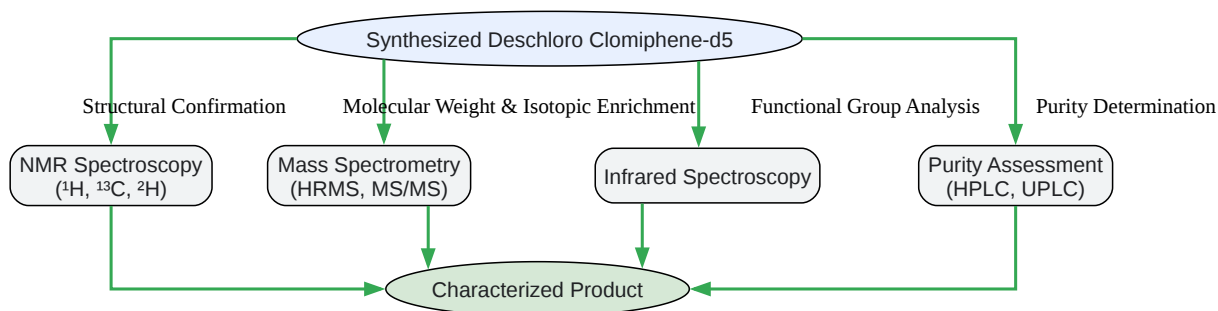 Synthesized Deschloro Clomiphene-d5
Structural Confirmation
Molecular Weight & Isotopic Enrichment
Functional Group Analysis
Purity Determination
NMR Spectroscopy
(¹H, ¹³C, ²H)
Mass Spectrometry
(HRMS, MS/MS)
Infrared Spectroscopy
Purity Assessment
(HPLC, UPLC)
Characterized Product